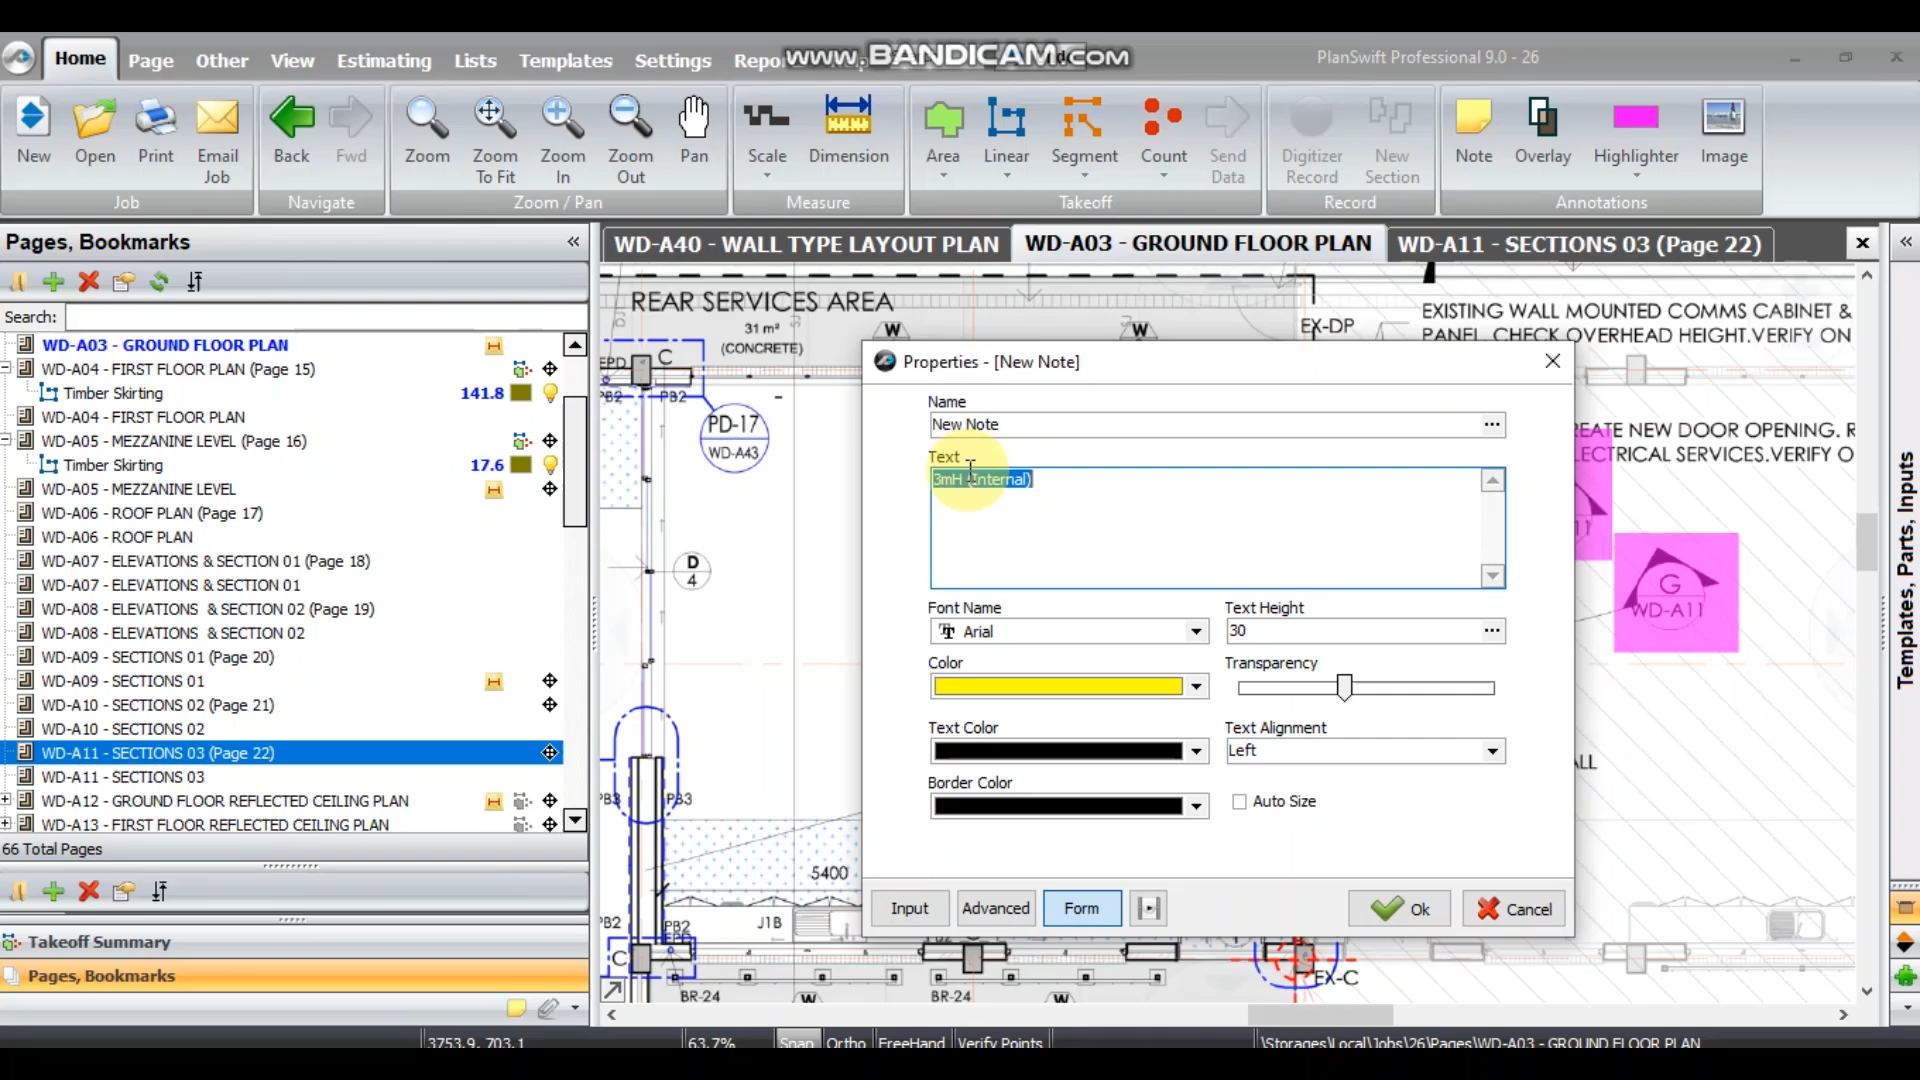 www.BANDICAM.com
Home
Page
Other
View
Estimating
Lists
Templates
Settings
PlanSwift Professional 9.0 - 26
New
Open
Print
Email Job
Back
Fwd
Zoom
Zoom To Fit
Zoom In
Zoom Out
Pan
Scale
Dimension
Area
Linear
Segment
Count
Send Data
Digitizer Record
New Section
Note
Overlay
Highlighter
Image
Job
Navigate
Zoom / Pan
Measure
Takeoff
Record
Annotations
Pages, Bookmarks
Search:
WD-A03 - GROUND FLOOR PLAN
WD-A04 - FIRST FLOOR PLAN (Page 15)
Timber Skirting 141.8
WD-A04 - FIRST FLOOR PLAN
WD-A05 - MEZZANINE LEVEL (Page 16)
Timber Skirting 17.6
WD-A05 - MEZZANINE LEVEL
WD-A06 - ROOF PLAN (Page 17)
WD-A06 - ROOF PLAN
WD-A07 - ELEVATIONS & SECTION 01 (Page 18)
WD-A07 - ELEVATIONS & SECTION 01
WD-A08 - ELEVATIONS & SECTION 02 (Page 19)
WD-A08 - ELEVATIONS & SECTION 02
WD-A09 - SECTIONS 01 (Page 20)
WD-A09 - SECTIONS 01
WD-A10 - SECTIONS 02 (Page 21)
WD-A10 - SECTIONS 02
WD-A11 - SECTIONS 03 (Page 22)
WD-A11 - SECTIONS 03
WD-A12 - GROUND FLOOR REFLECTED CEILING PLAN
WD-A13 - FIRST FLOOR REFLECTED CEILING PLAN
66 Total Pages
Takeoff Summary
Pages, Bookmarks
WD-A40 - WALL TYPE LAYOUT PLAN
WD-A03 - GROUND FLOOR PLAN
WD-A11 - SECTIONS 03 (Page 22)
REAR SERVICES AREA
31 m²
(CONCRETE)
W
W
EX-DP
EXISTING WALL MOUNTED COMMS CABINET &
PANEL. CHECK OVERHEAD HEIGHT.VERIFY ON
C
PB2
PB2
PD-17
WD-A43
D
4
PB3
PB3
5400
J1B
PB2
PB2
C
BR-24
W
BR-24
W
EX-C
G
WD-A11
Properties - [New Note]
Name
New Note
Text
3mH (Internal)
Font Name
Arial
Text Height
30
Color
Transparency
Text Color
Text Alignment
Left
Border Color
Auto Size
Input
Advanced
Form
Ok
Cancel
Templates, Parts, Inputs
3753.9, 703.1
63.7%
Snap
Ortho
FreeHand
Verify Points
\Storages\Local\Jobs\26\Pages\WD-A03 - GROUND FLOOR PLAN